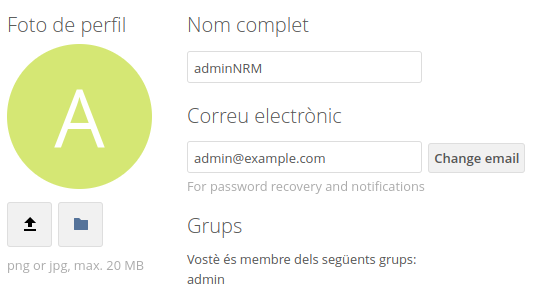 Foto de perfil
A
png or jpg, max. 20 MB
Nom complet
adminNRM
Correu electrònic
admin@example.com
Change email
For password recovery and notifications
Grups
Vostè és membre dels següents grups:
admin